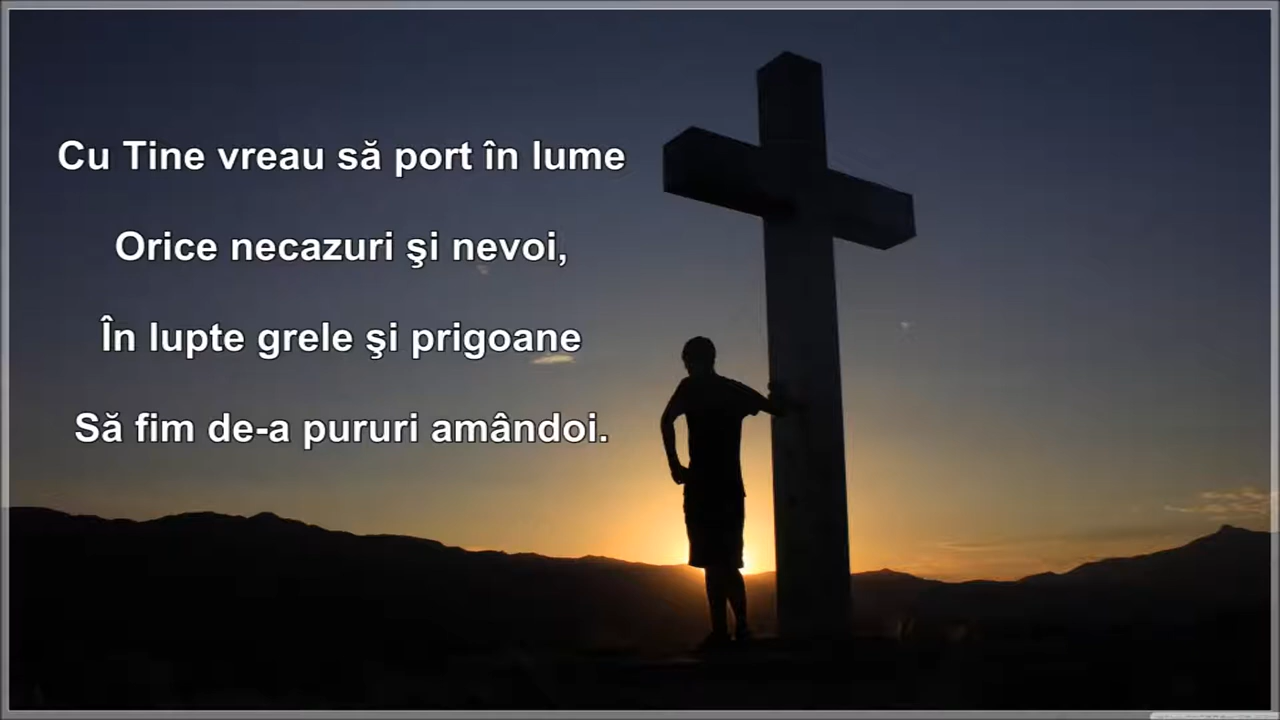 Cu Tine vreau să port în lume
Orice necazuri şi nevoi,
În lupte grele şi prigoane
Să fim de-a pururi amândoi.